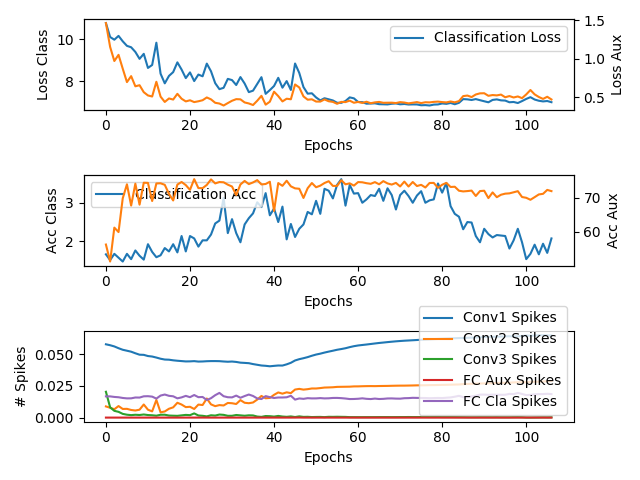 10
8
Loss Class
Classification Loss
1.5
1.0
0.5
Loss Aux
0 20 40 60 80 100
Epochs
3
2
Acc Class
Classification Acc
70
60
Acc Aux
0 20 40 60 80 100
Epochs
0.050
0.025
0.000
# Spikes
Conv1 Spikes
Conv2 Spikes
Conv3 Spikes
FC Aux Spikes
FC Cla Spikes
0 20 40 60 80 100
Epochs